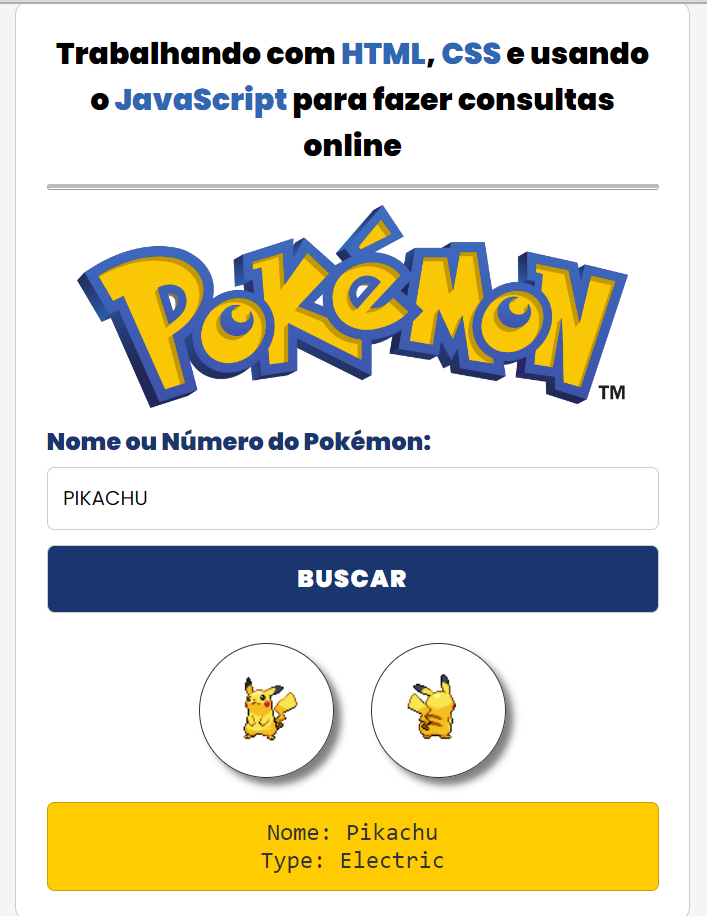 Trabalhando com HTML, CSS e usando
o JavaScript para fazer consultas
online
POKéMON
TM
Nome ou Número do Pokémon:
PIKACHU
BUSCAR
Nome: Pikachu
Type: Electric